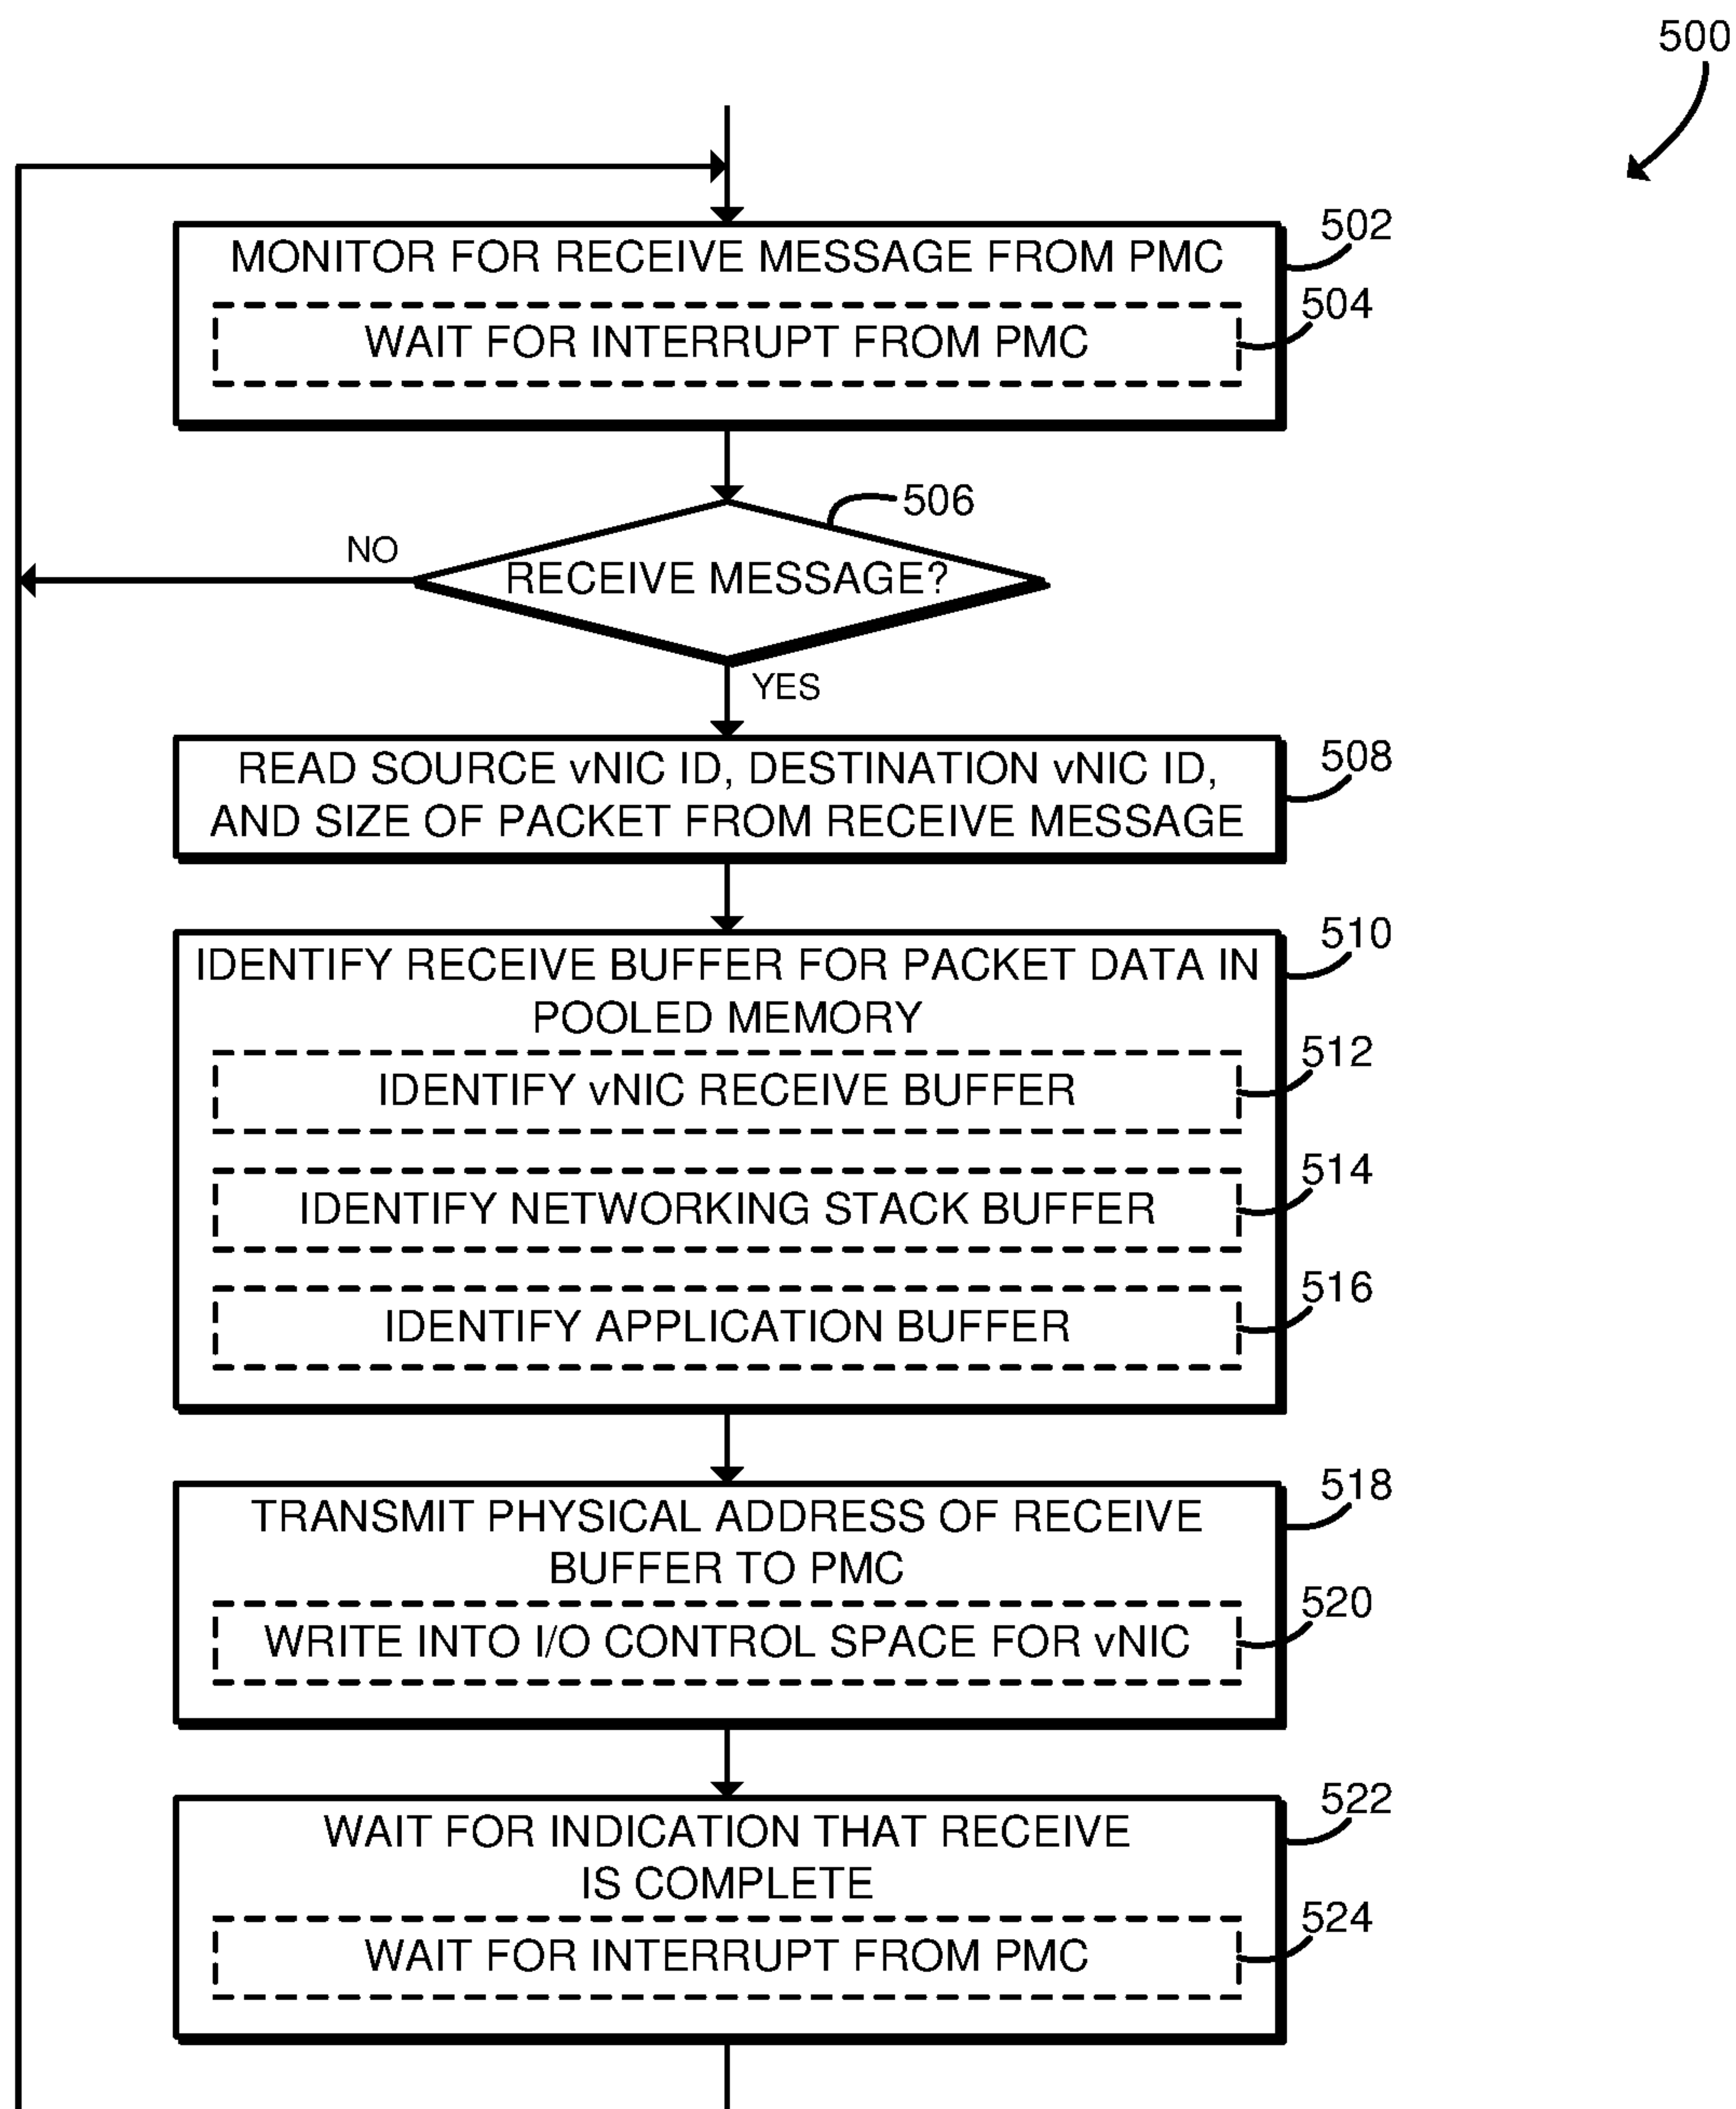 500
MONITOR FOR RECEIVE MESSAGE FROM PMC
502
WAIT FOR INTERRUPT FROM PMC
504
506
RECEIVE MESSAGE?
NO
YES
READ SOURCE vNIC ID, DESTINATION vNIC ID,
AND SIZE OF PACKET FROM RECEIVE MESSAGE
508
IDENTIFY RECEIVE BUFFER FOR PACKET DATA IN
POOLED MEMORY
510
IDENTIFY vNIC RECEIVE BUFFER
512
IDENTIFY NETWORKING STACK BUFFER
514
IDENTIFY APPLICATION BUFFER
516
TRANSMIT PHYSICAL ADDRESS OF RECEIVE
BUFFER TO PMC
518
WRITE INTO I/O CONTROL SPACE FOR vNIC
520
WAIT FOR INDICATION THAT RECEIVE
IS COMPLETE
522
WAIT FOR INTERRUPT FROM PMC
524